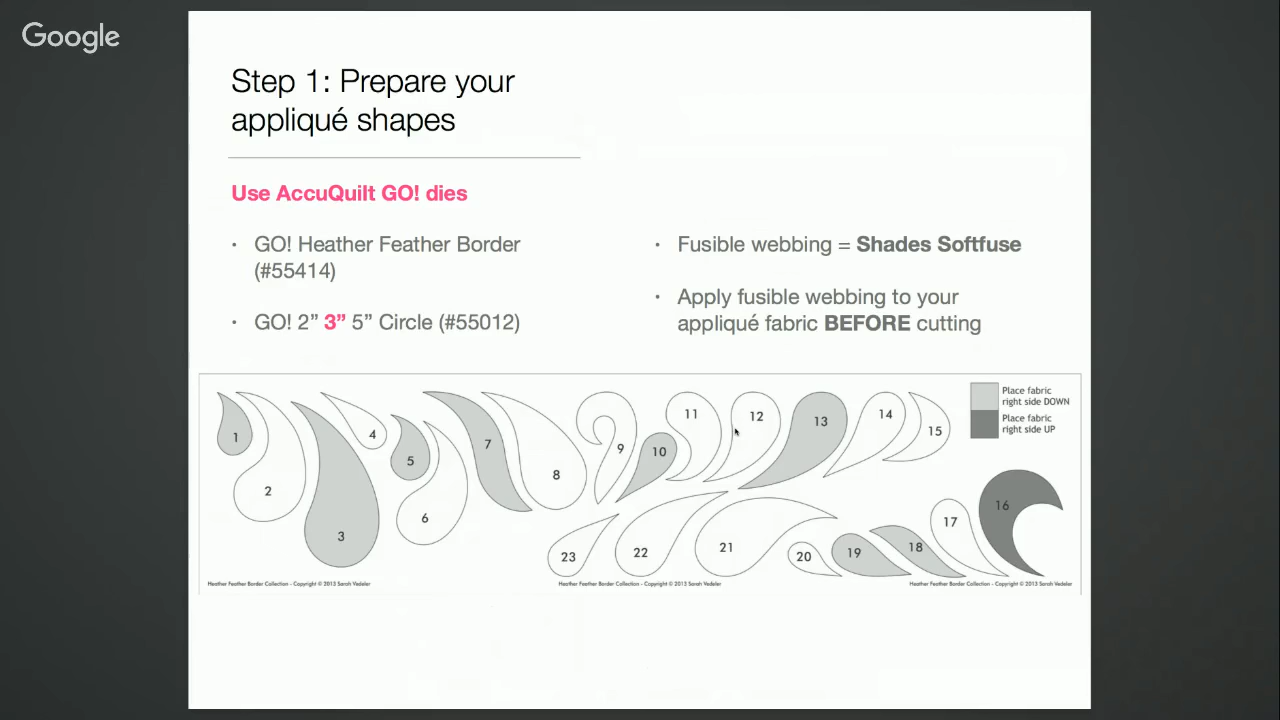 Google
Step 1: Prepare your
appliqué shapes
Use AccuQuilt GO! dies
• GO! Heather Feather Border
(#55414)
• GO! 2” 3” 5” Circle (#55012)
• Fusible webbing = Shades Softfuse
• Apply fusible webbing to your
appliqué fabric BEFORE cutting
Place fabric
right side DOWN
Place fabric
right side UP
1
2
3
4
5
6
7
8
9
10
11
12
13
14
15
16
17
18
19
20
21
22
23
Heather Feather Border Collection - Copyright © 2013 Sarah Vedeler
Heather Feather Border Collection - Copyright © 2013 Sarah Vedeler
Heather Feather Border Collection - Copyright © 2013 Sarah Vedeler